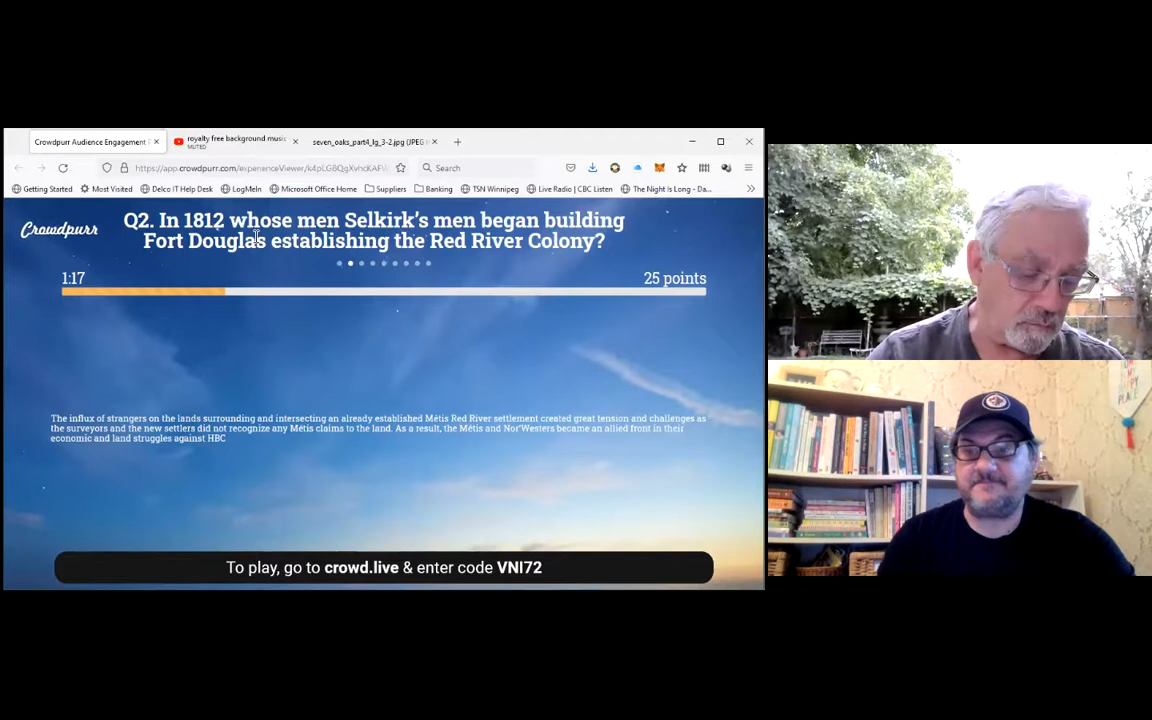 Crowdpurr Audience Engagement
royalty free background music
MUTED
seven_oaks_part4_lg_3-2.jpg (JPEG
https://app.crowdpurr.com/experienceViewer/
Search
Getting Started
Most Visited
Delco IT Help Desk
LogMeIn
Microsoft Office Home
Suppliers
Banking
TSN Winnipeg
Live Radio | CBC Listen
The Night Is Long - Da...
Crowdpurr
Q2. In 1812 whose men Selkirk's men began building
Fort Douglas establishing the Red River Colony?
1:17
25 points
The influx of strangers on the lands surrounding and intersecting an already established Métis Red River settlement created great tension and challenges as
the surveyors and the new settlers did not recognize any Métis claims to the land. As a result, the Métis and Nor'Westers became an allied front in their
economic and land struggles against HBC
To play, go to crowd.live & enter code VNI72